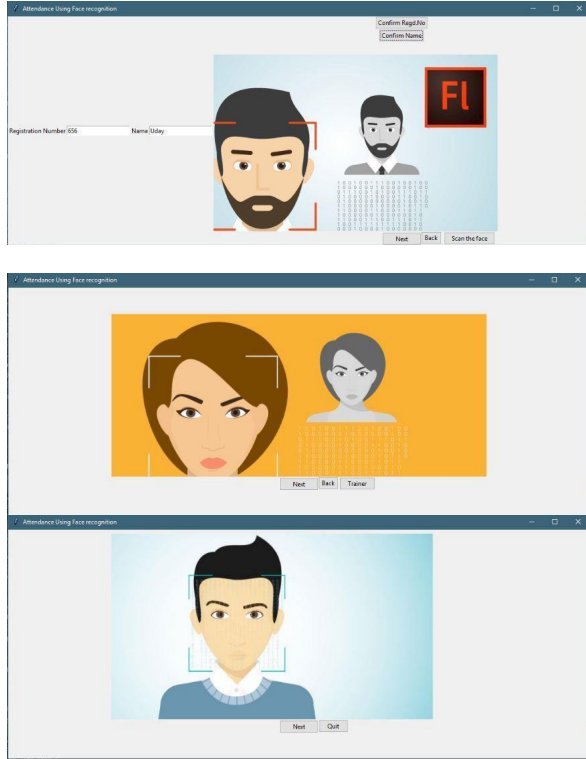 Attendance Using Face recognition
Confirm Regd.No
Confirm Name
Fl
Registration Number 656 Name Uday
Next Back Scan the face
Attendance Using Face recognition
Next Back Trainer
Attendance Using Face recognition
Next Quit